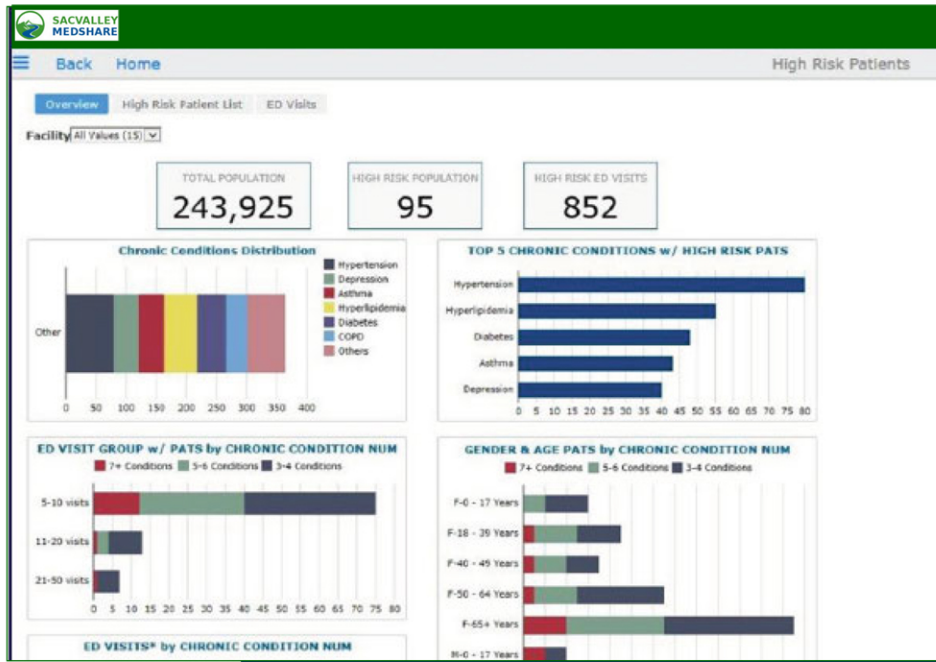 SACVALLEY
MEDSHARE
Back Home High Risk Patients
Overview High Risk Patient List ED Visits
Facility All Values (15)
TOTAL POPULATION
243,925
HIGH RISK POPULATION
95
HIGH RISK ED VISITS
852
Chronic Conditions Distribution
Hypertension
Depression
Asthma
Hyperlipidemia
Diabetes
COPD
Others
Other
0 50 100 150 200 250 300 350 400
TOP 5 CHRONIC CONDITIONS w/ HIGH RISK PATS
Hypertension
Hyperlipidemia
Diabetes
Asthma
Depression
0 5 10 15 20 25 30 35 40 45 50 55 60 65 70 75 80
ED VISIT GROUP w/ PATS by CHRONIC CONDITION NUM
7+ Conditions 5-6 Conditions 3-4 Conditions
5-10 visits
11-20 visits
21-50 visits
0 5 10 15 20 25 30 35 40 45 50 55 60 65 70 75 80
GENDER & AGE PATS by CHRONIC CONDITION NUM
7+ Conditions 5-6 Conditions 3-4 Conditions
F-0 - 17 Years
F-18 - 39 Years
F-40 - 49 Years
F-50 - 64 Years
F-65+ Years
M-0 - 17 Years
ED VISITS* by CHRONIC CONDITION NUM